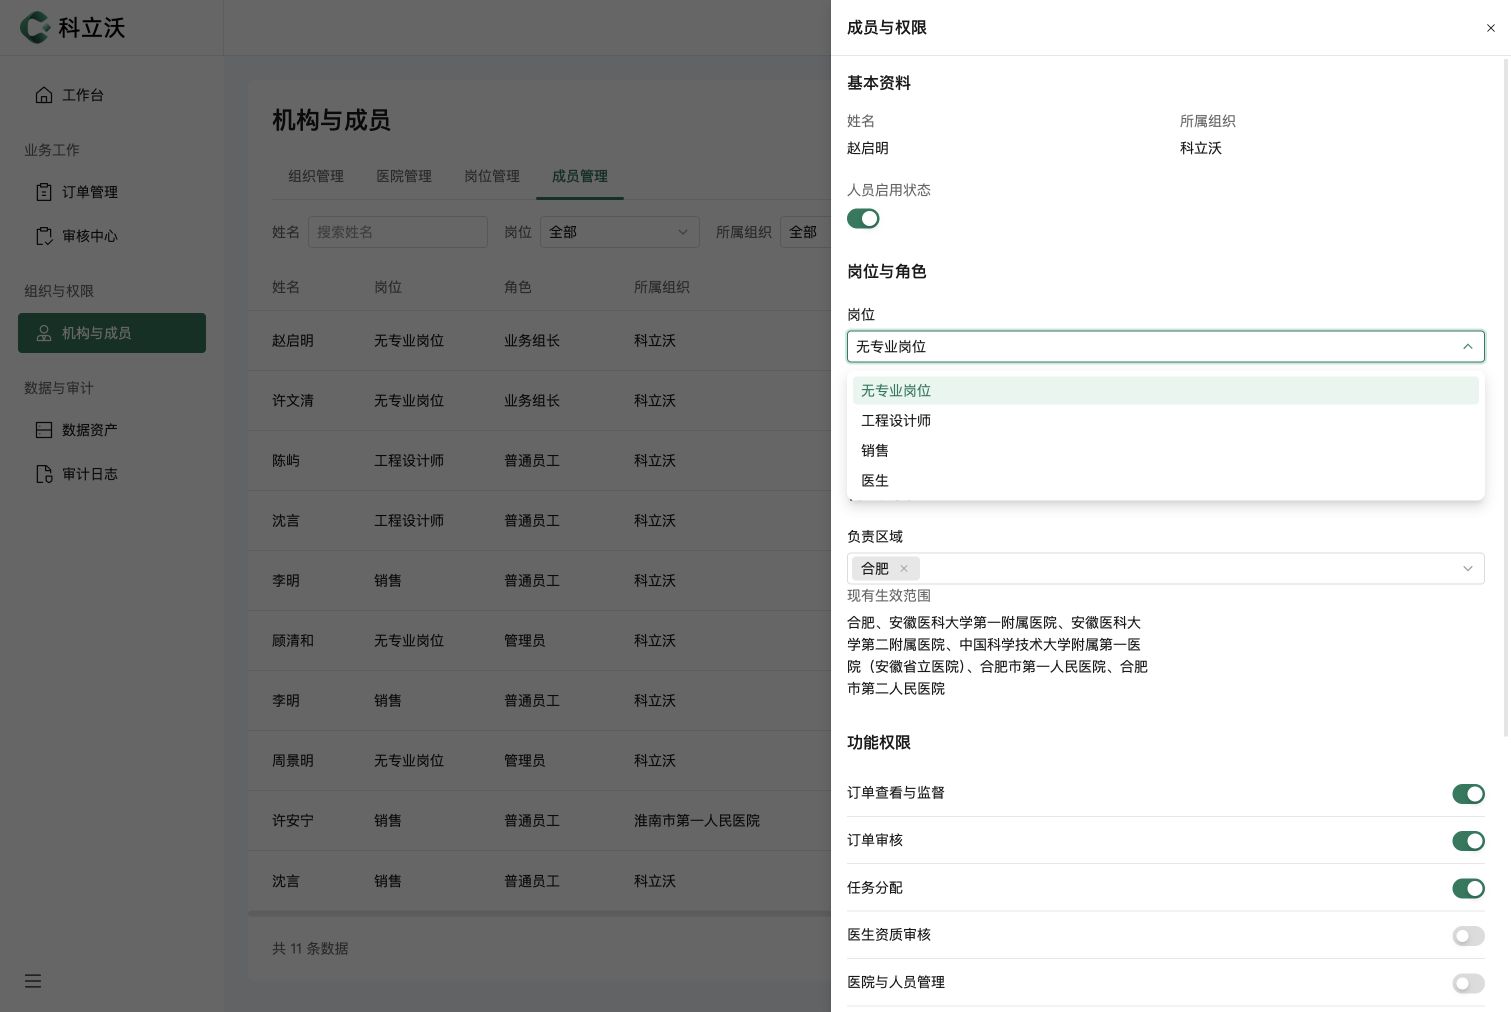 科立沃
工作台
业务工作
订单管理
审核中心
组织与权限
机构与成员
数据与审计
数据资产
审计日志
机构与成员
组织管理 医院管理 岗位管理 成员管理
姓名 搜索姓名 岗位 全部 所属组织 全部
姓名 岗位 角色 所属组织
赵启明 无专业岗位 业务组长 科立沃
许文清 无专业岗位 业务组长 科立沃
陈屿 工程设计师 普通员工 科立沃
沈言 工程设计师 普通员工 科立沃
李明 销售 普通员工 科立沃
顾清和 无专业岗位 管理员 科立沃
李明 销售 普通员工 科立沃
周景明 无专业岗位 管理员 科立沃
许安宁 销售 普通员工 淮南市第一人民医院
沈言 销售 普通员工 科立沃
共 11 条数据
成员与权限
基本资料
姓名 所属组织
赵启明 科立沃
人员启用状态
岗位与角色
岗位
无专业岗位
无专业岗位
工程设计师
销售
医生
负责区域
合肥
现有生效范围
合肥、安徽医科大学第一附属医院、安徽医科大
学第二附属医院、中国科学技术大学附属第一医
院（安徽省立医院）、合肥市第一人民医院、合肥
市第二人民医院
功能权限
订单查看与监督
订单审核
任务分配
医生资质审核
医院与人员管理